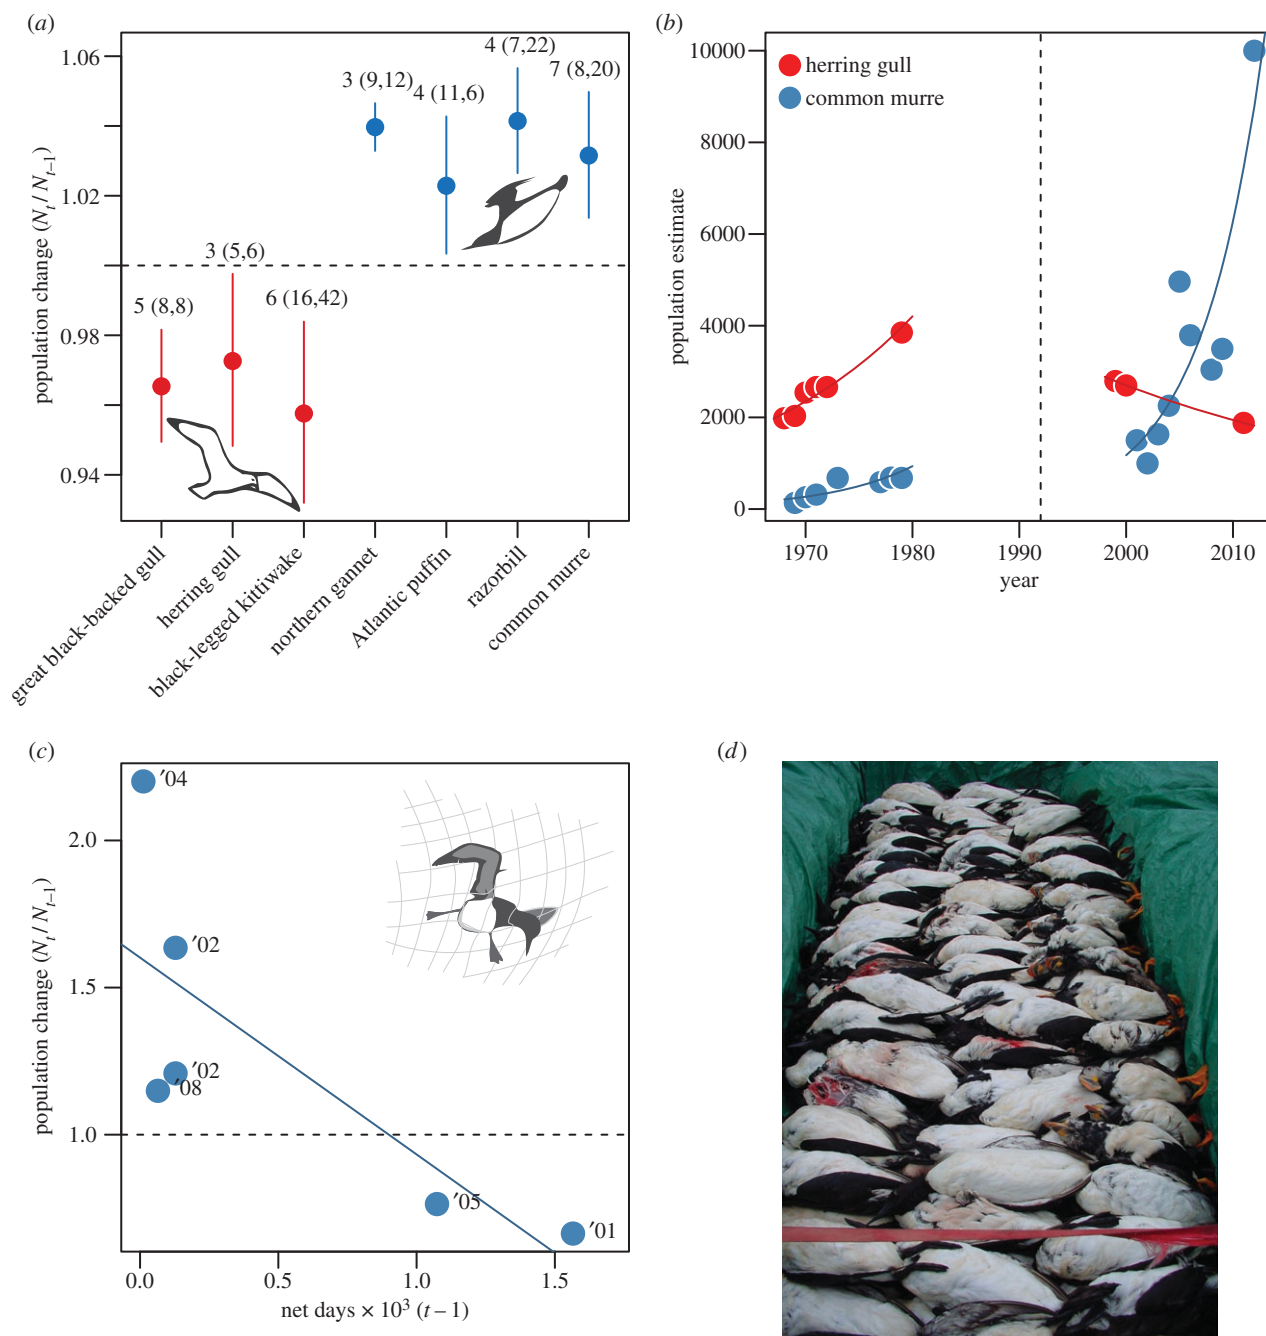 (a)
1.06
1.02
0.98
0.94
population change (Nt / Nt–1)
5 (8,8)
3 (5,6)
6 (16,42)
3 (9,12)
4 (11,6)
4 (7,22)
7 (8,20)
great black-backed gull
herring gull
black-legged kittiwake
northern gannet
Atlantic puffin
razorbill
common murre
(b)
10000
8000
6000
4000
2000
0
population estimate
herring gull
common murre
1970 1980 1990 2000 2010
year
(c)
2.0
1.5
1.0
population change (Nt / Nt–1)
′04
′02
′02
′08
′05
′01
0.0 0.5 1.0 1.5
net days × 10³ (t – 1)
(d)